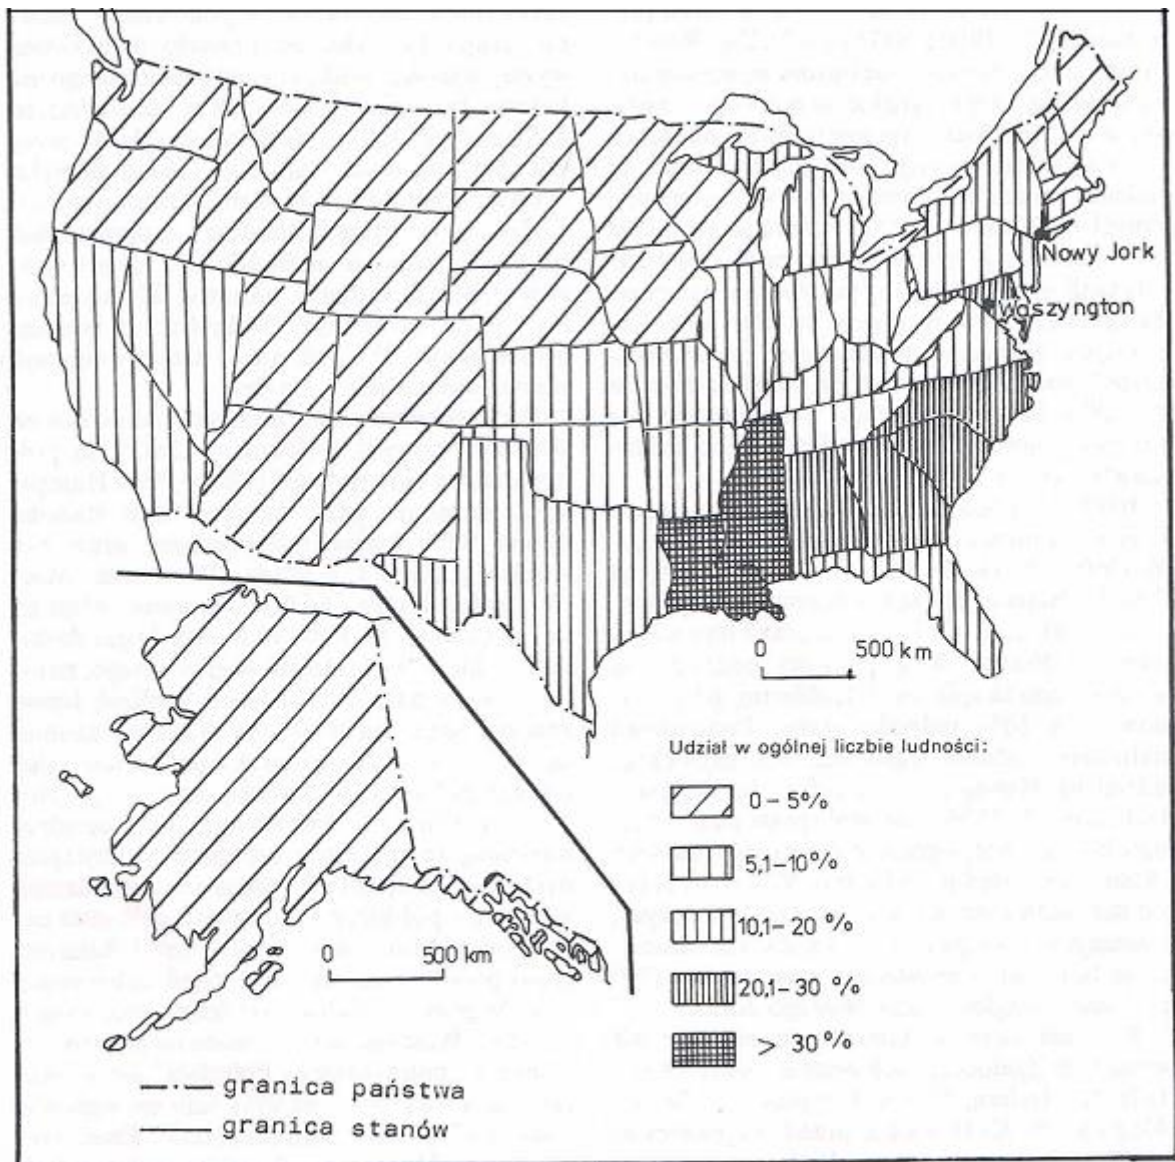 Nowy Jork
Waszyngton
0 500 km
Udział w ogólnej liczbie ludności:
0-5%
5,1-10%
10,1-20 %
20,1-30 %
> 30 %
0 500 km
granica państwa
granica stanów